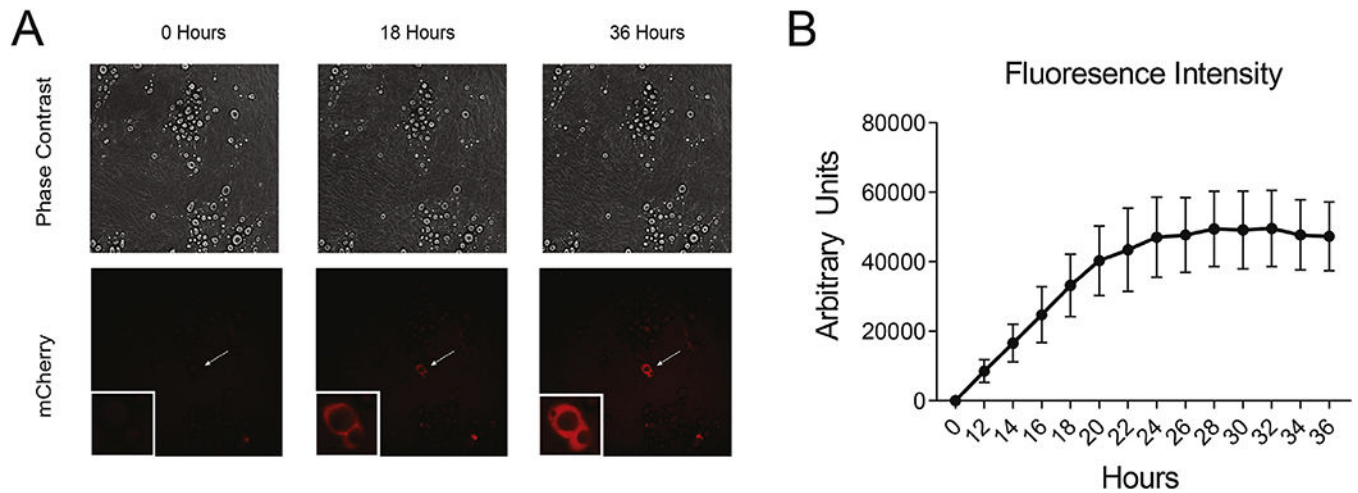 A
0 Hours
18 Hours
36 Hours
Phase Contrast
mCherry
B
Fluoresence Intensity
Arbitrary Units
80000
60000
40000
20000
0
0 12 14 16 18 20 22 24 26 28 30 32 34 36
Hours